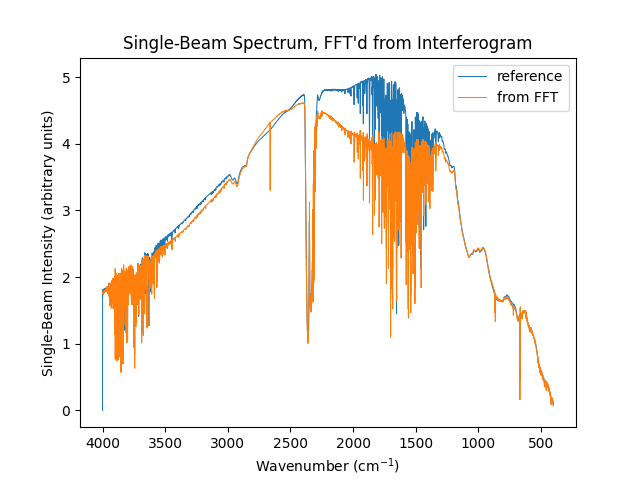 Single-Beam Spectrum, FFT'd from Interferogram
reference
from FFT
Single-Beam Intensity (arbitrary units)
5
4
3
2
1
0
4000 3500 3000 2500 2000 1500 1000 500
Wavenumber (cm⁻¹)